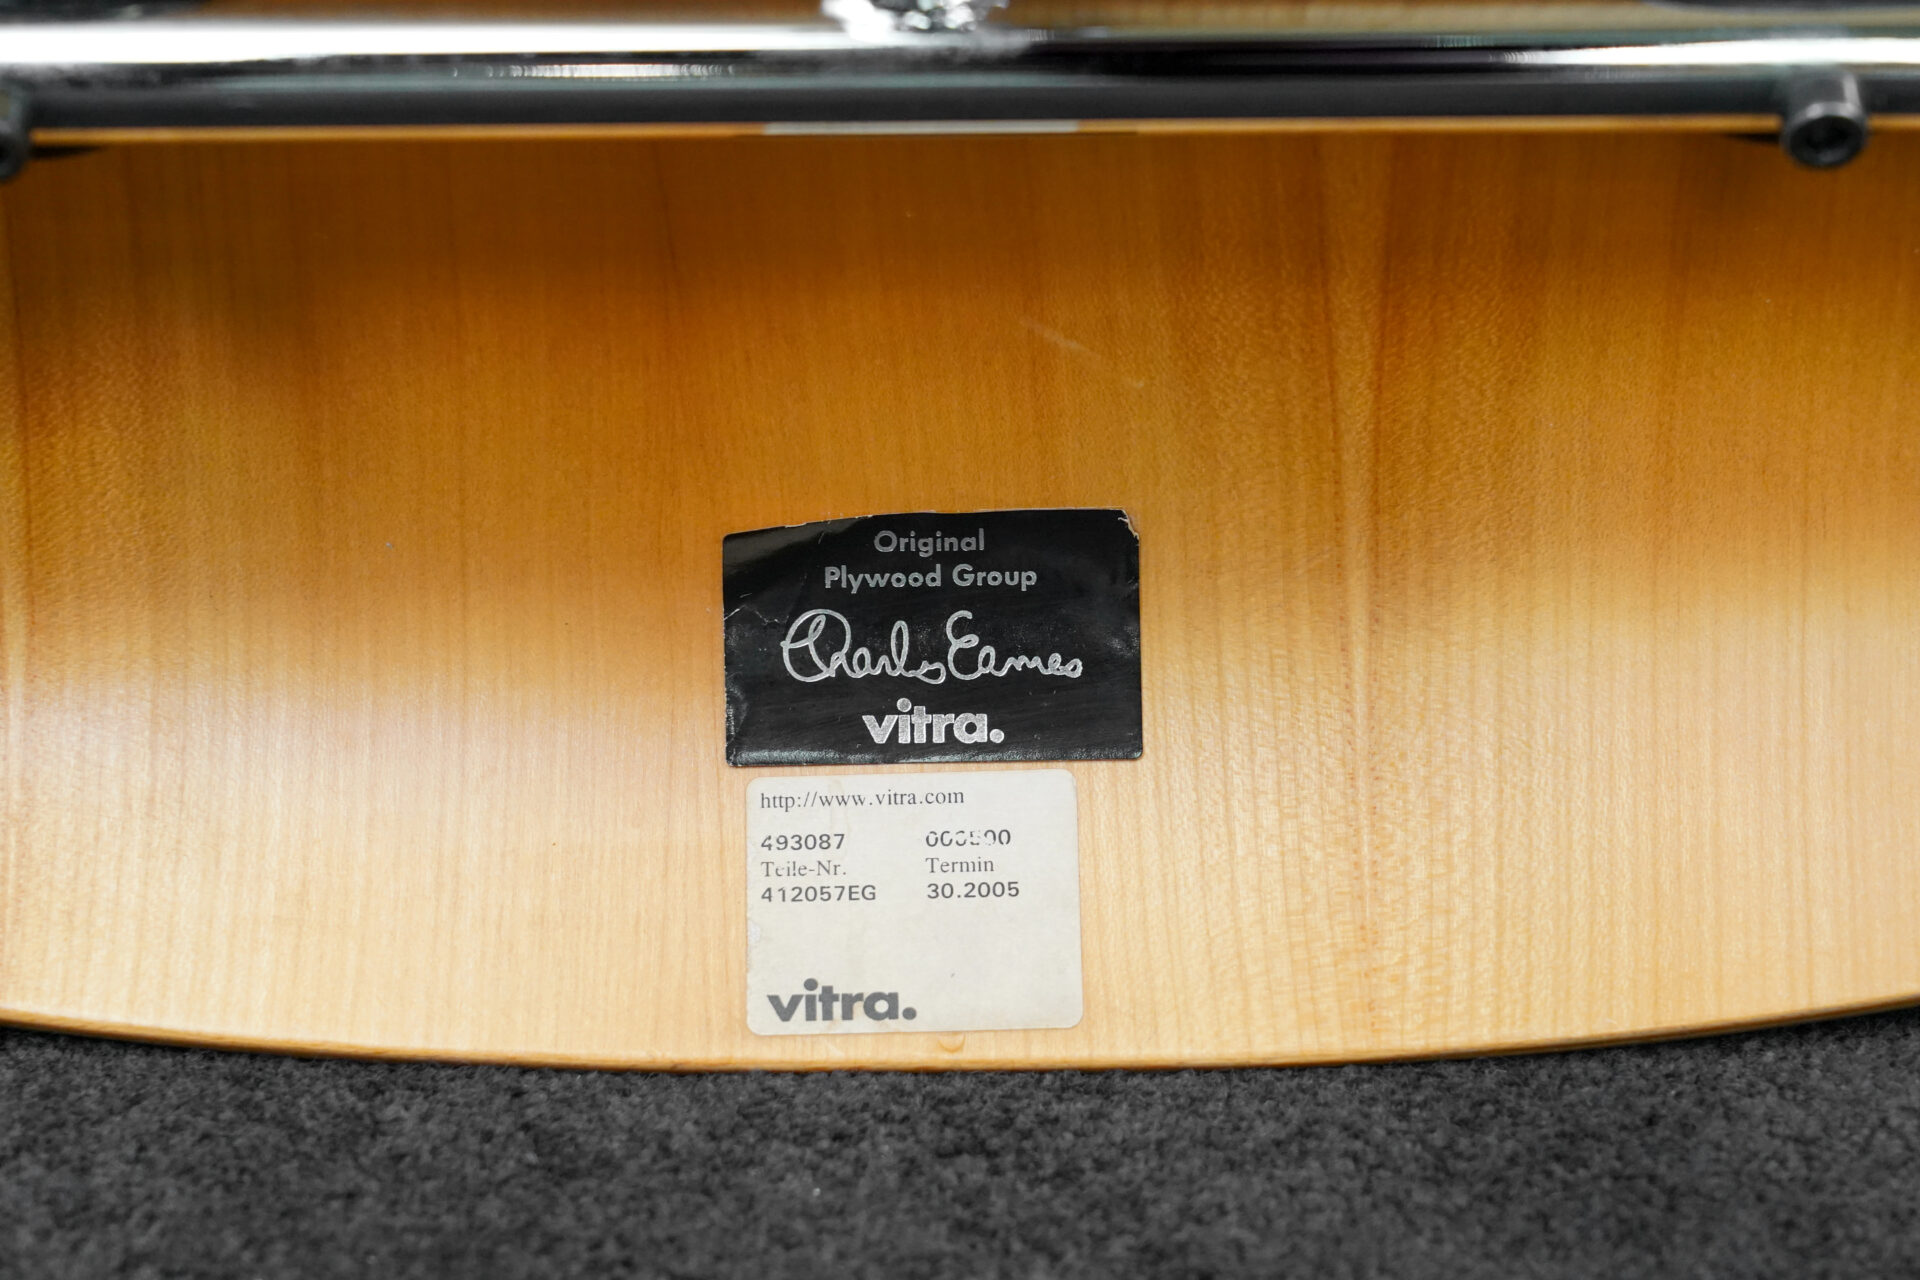 Original
Plywood Group
Charles Eames
vitra.
http://www.vitra.com
493087
Teile-Nr. Termin
412057EG 30.2005
vitra.